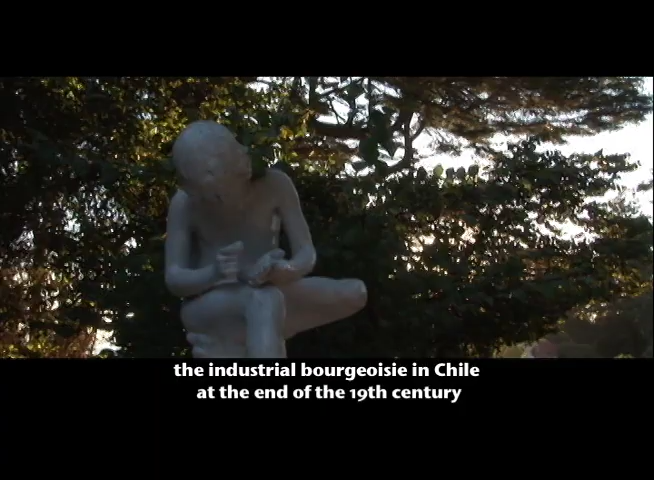 the industrial bourgeoisie in Chile
at the end of the 19th century